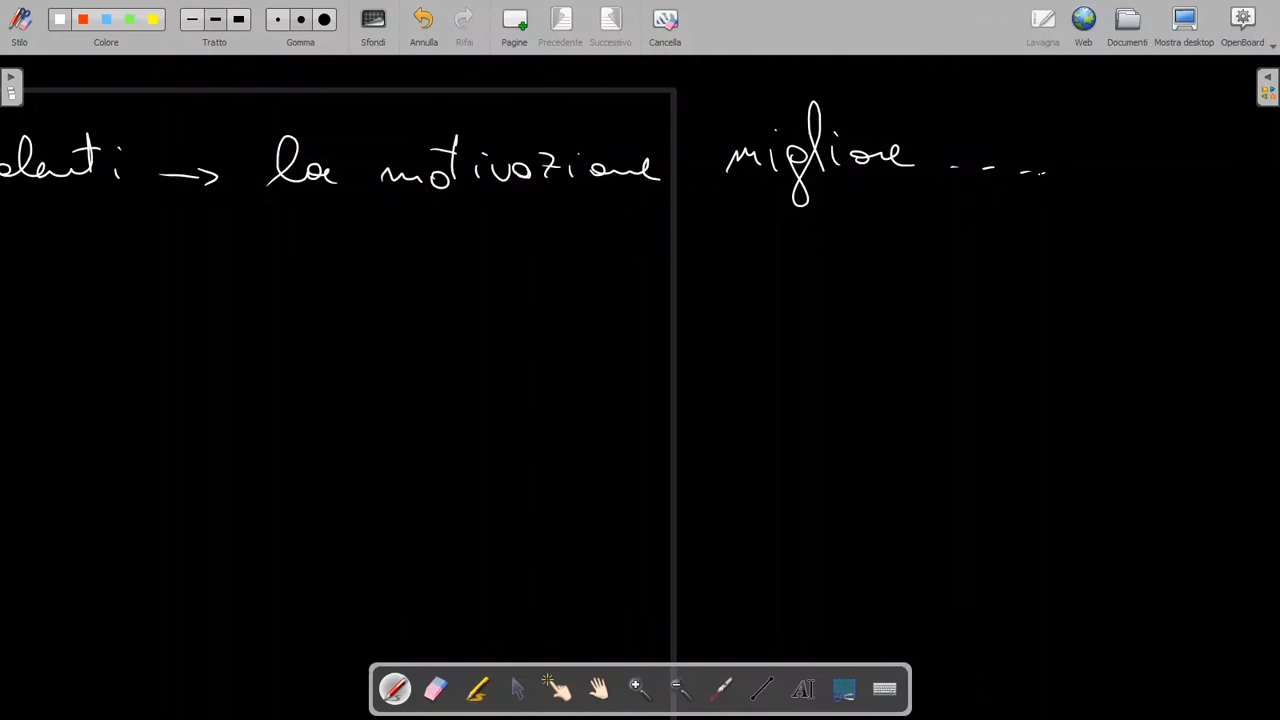 Stilo Colore Tratto Gomma Sfondi Annulla Rifai Pagine Precedente Successivo Cancella Lavagna Web Documenti Mostra desktop OpenBoard
→ la motivazione migliore - - - ..